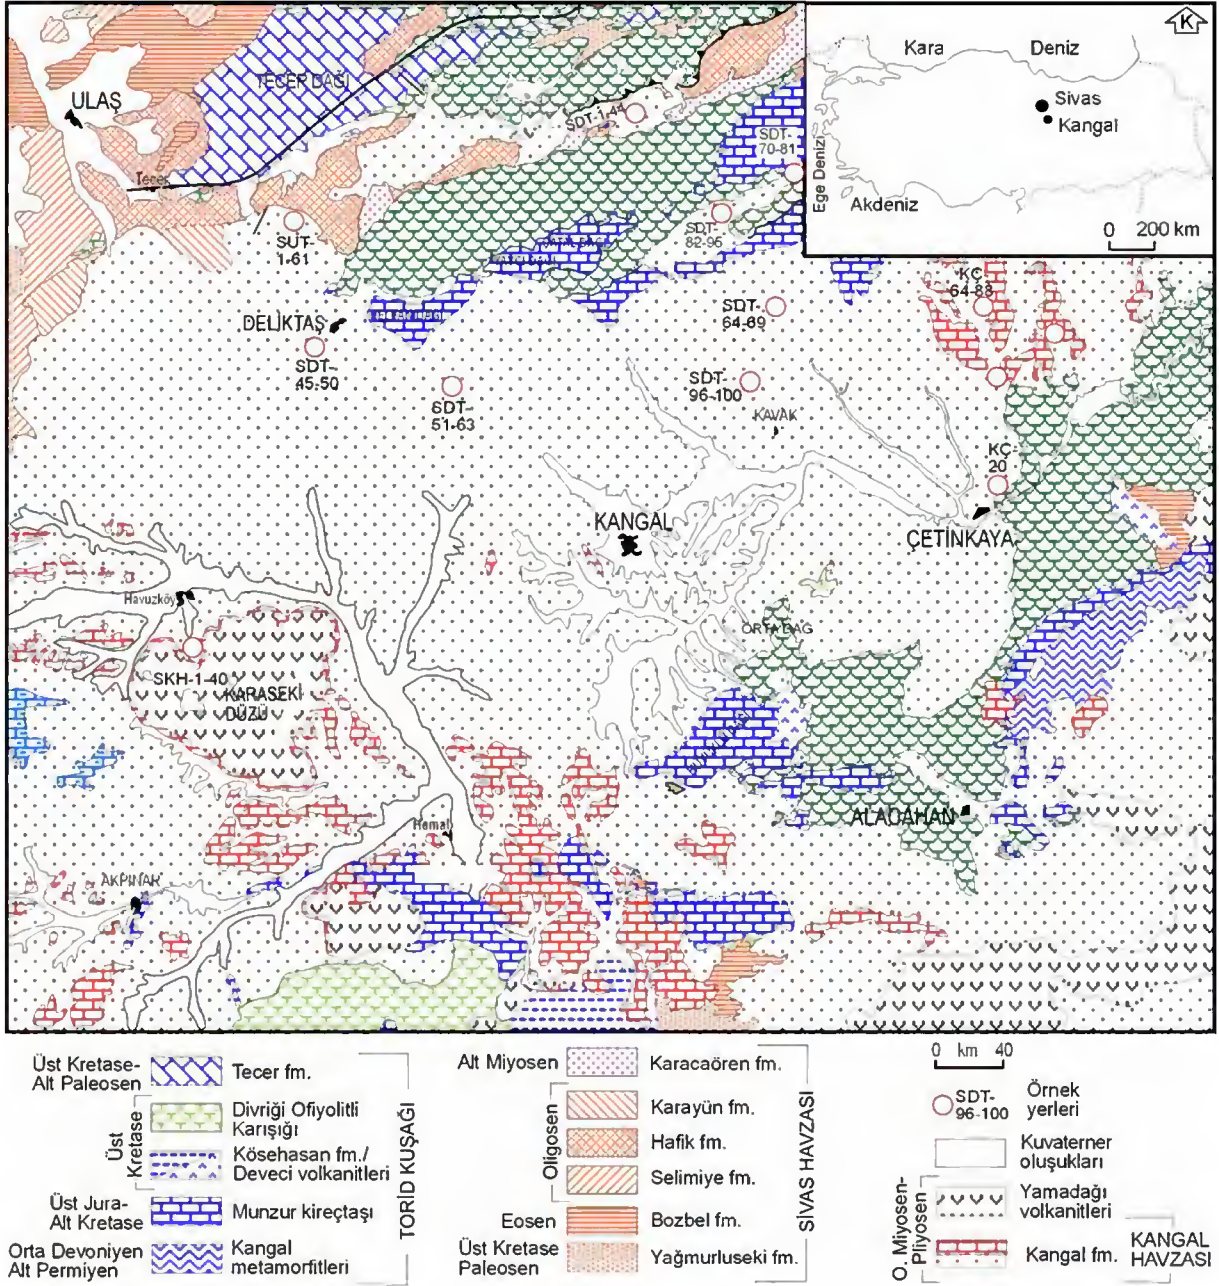 K
Kara Deniz
Sivas
Kangal
Ege Denizi
Akdeniz
0 200 km
TECER DAĞI
ULAŞ
Tecer
SDT-1-44
SDT-
70-81
SUT-
1-61
SDT-
82-95
DELİKTAŞ
SDT-
45-50
SDT-
51-63
SDT-
64-69
SDT-
96-100
KAVAK
KÇ-
64-88
KÇ-
20
KANGAL
ÇETİNKAYA
Havuzköy
ORTADAĞ
SKH-1-40
KARASEKİ
DÜZÜ
ALACAHAN
Hamal
AKPINAR
Üst Kretase-
Alt Paleosen
Tecer fm.
Üst
Kretase
Divriği Ofiyolitli
Karışığı
Kösehasan fm./
Deveci volkanitleri
Üst Jura-
Alt Kretase
Munzur kireçtaşı
Orta Devoniyen
Alt Permiyen
Kangal
metamorfitleri
TORİD KUŞAĞI
Alt Miyosen
Karacaören fm.
Oligosen
Karayün fm.
Hafik fm.
Selimiye fm.
Eosen
Bozbel fm.
Üst Kretase
Paleosen
Yağmurluseki fm.
SİVAS HAVZASI
0 km 40
SDT-
96-100
Örnek
yerleri
Kuvaterner
oluşukları
O. Miyosen-
Pliyosen
Yamadağı
volkanitleri
Kangal fm.
KANGAL
HAVZASI